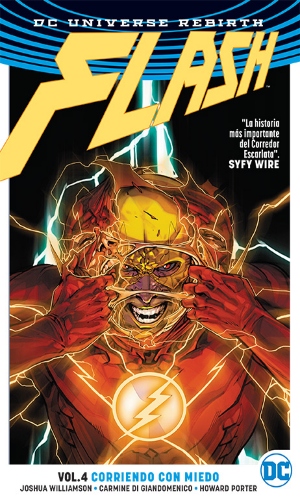 DC UNIVERSE REBIRTH
FLASH
"La historia
más importante
del Corredor
Escarlata".
SYFY WIRE
VOL.4 CORRIENDO CON MIEDO
JOSHUA WILLIAMSON • CARMINE DI GIANDOMENICO • HOWARD PORTER
DC